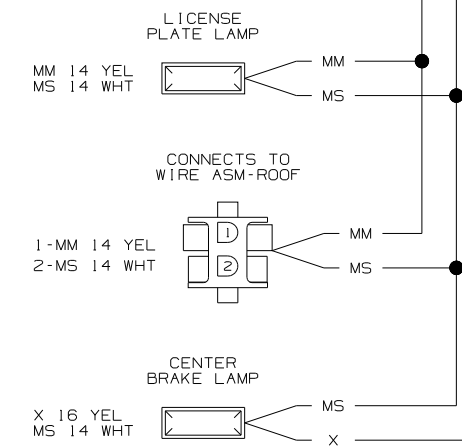 LICENSE
PLATE LAMP
MM 14 YEL
MS 14 WHT
MM
MS
CONNECTS TO
WIRE ASM-ROOF
1-MM 14 YEL
2-MS 14 WHT
1
2
MM
MS
CENTER
BRAKE LAMP
X 16 YEL
MS 14 WHT
MS
X